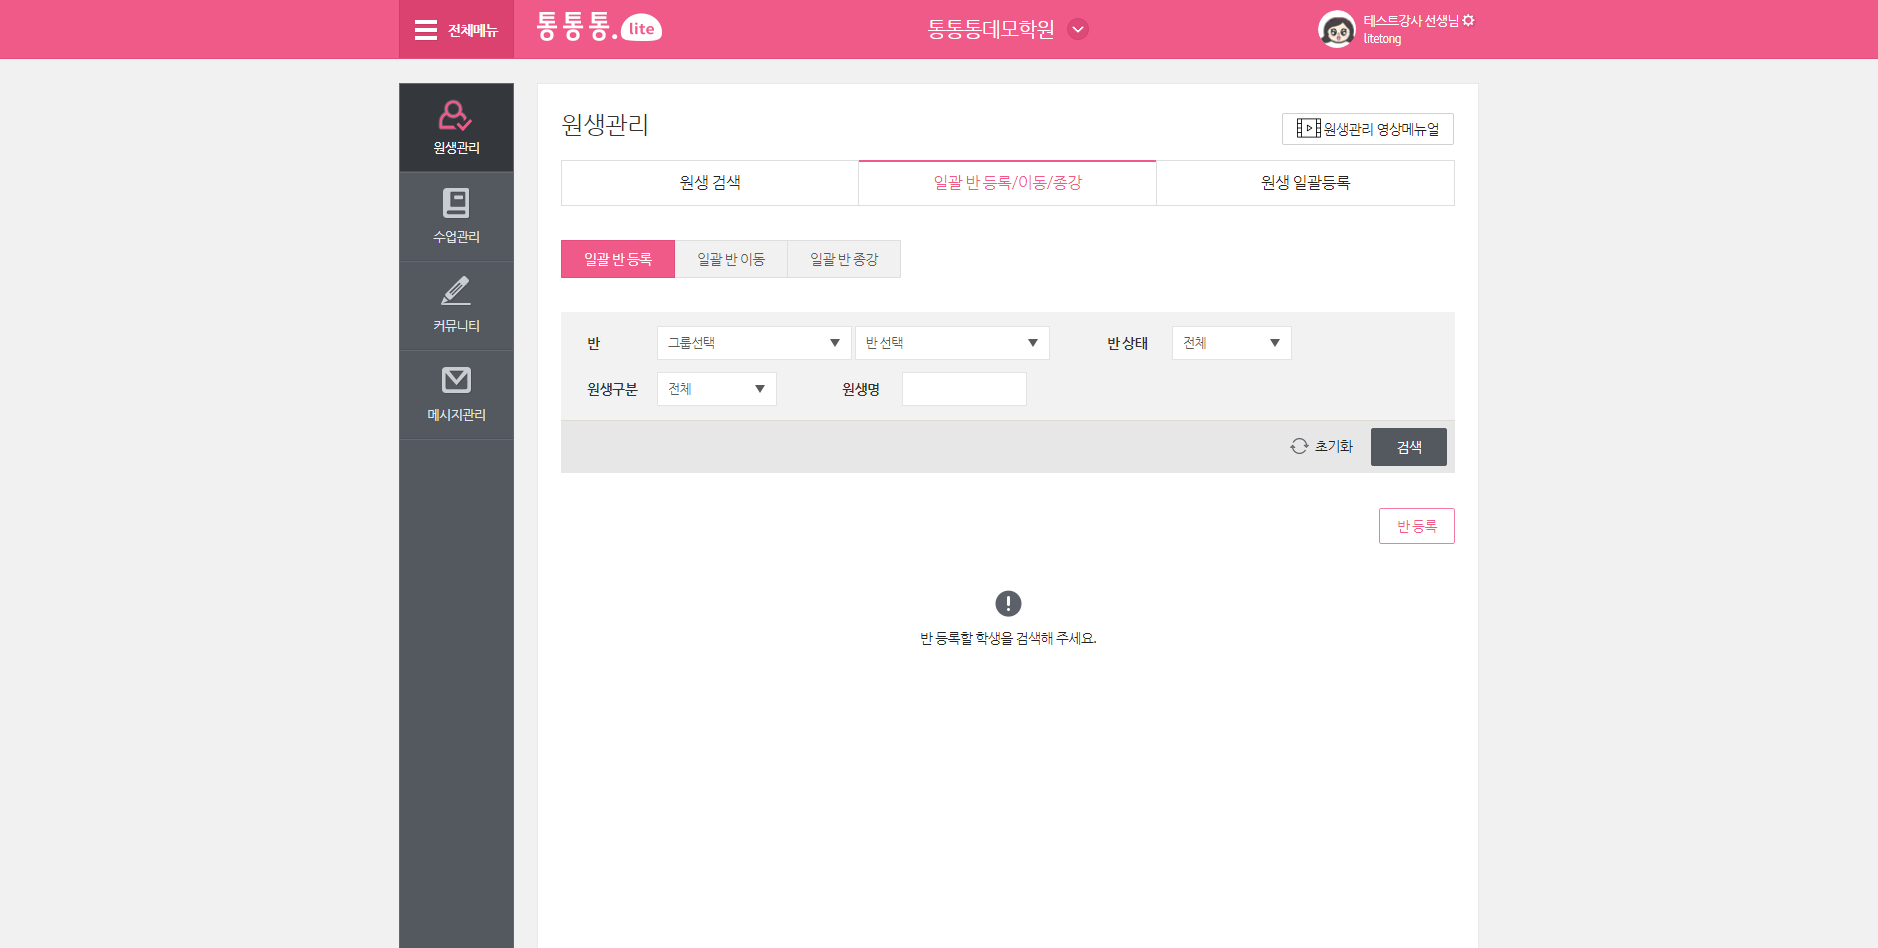 전체메뉴
통통통.lite
통통통데모학원
테스트강사 선생님
litetong
원생관리
수업관리
커뮤니티
메시지관리
원생관리
원생관리 영상메뉴얼
원생 검색
일괄 반 등록/이동/종강
원생 일괄등록
일괄 반 등록
일괄 반 이동
일괄 반 종강
반
그룹선택
반 선택
반 상태
전체
원생구분
전체
원생명
초기화
검색
반 등록
반 등록할 학생을 검색해 주세요.